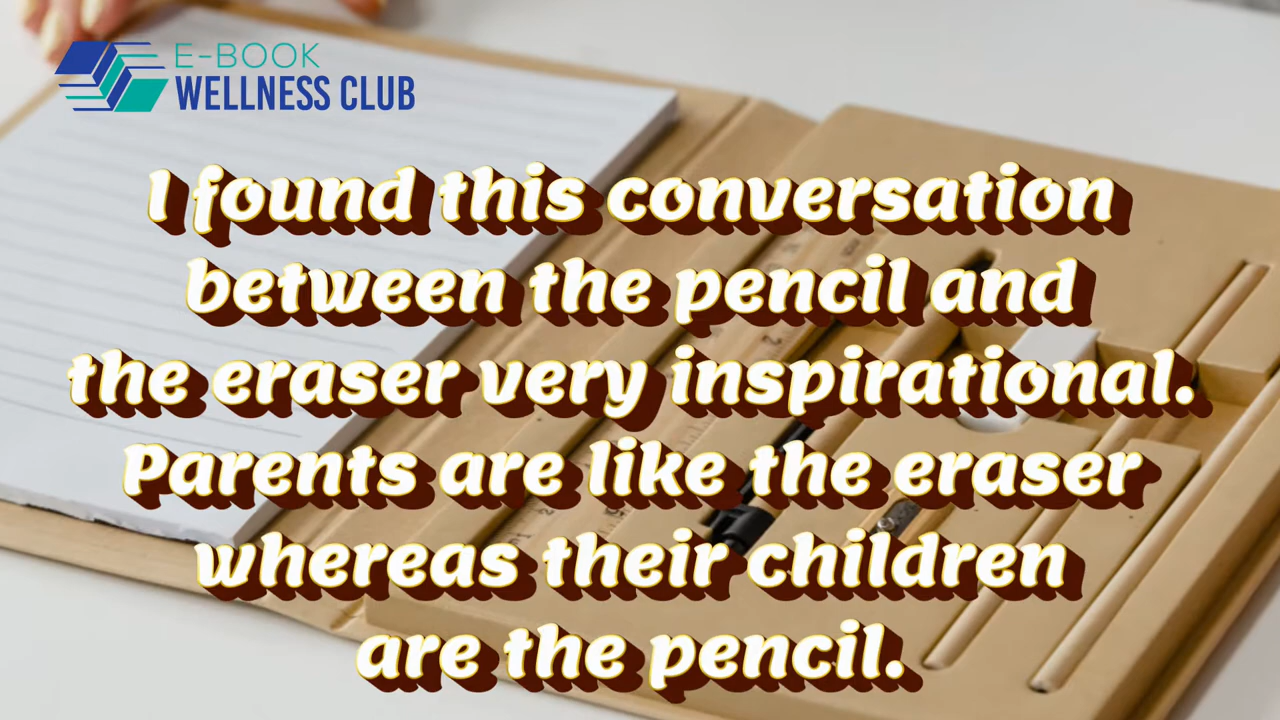 E-BOOK
WELLNESS CLUB
I found this conversation
between the pencil and
the eraser very inspirational.
Parents are like the eraser
whereas their children
are the pencil.